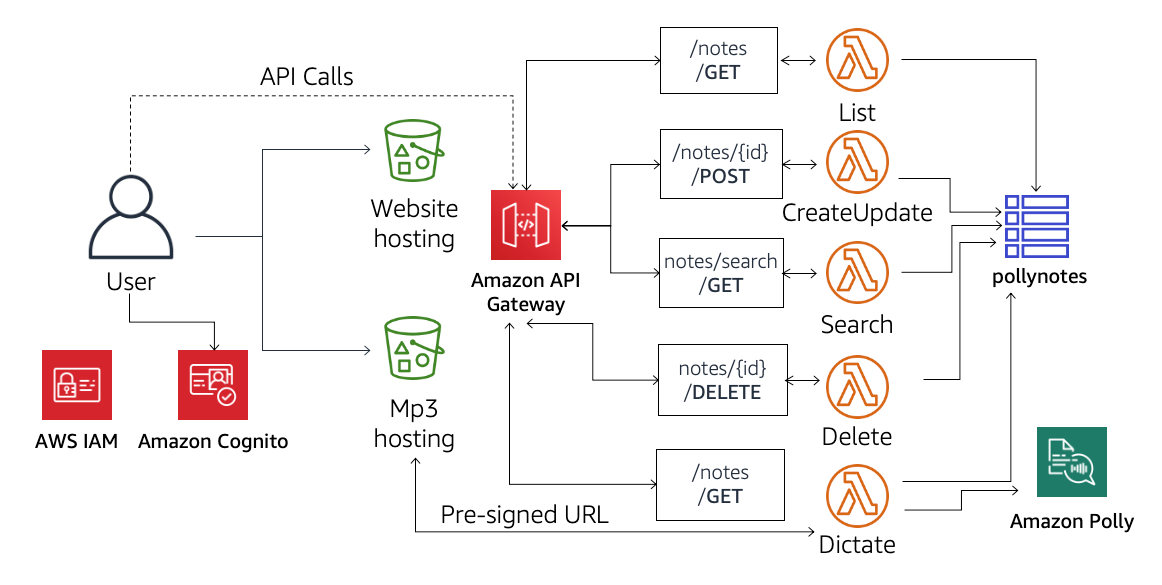 API Calls
User
AWS IAM
Amazon Cognito
Website
hosting
Mp3
hosting
Pre-signed URL
Amazon API
Gateway
/notes
/GET
List
/notes/{id}
/POST
CreateUpdate
notes/search
/GET
Search
notes/{id}
/DELETE
Delete
/notes
/GET
Dictate
pollynotes
Amazon Polly